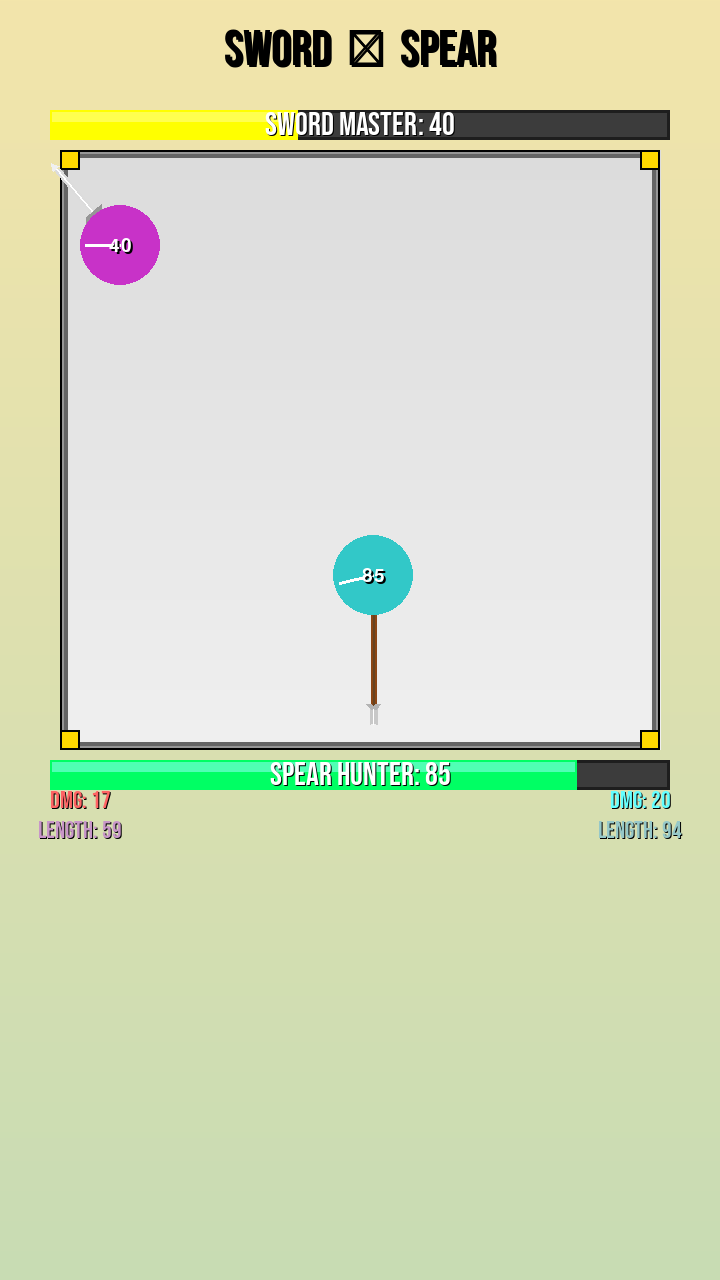 SWORD SPEAR
SWORD MASTER: 40
40
85
SPEAR HUNTER: 85
DMG: 17
DMG: 20
LENGTH: 59
LENGTH: 94